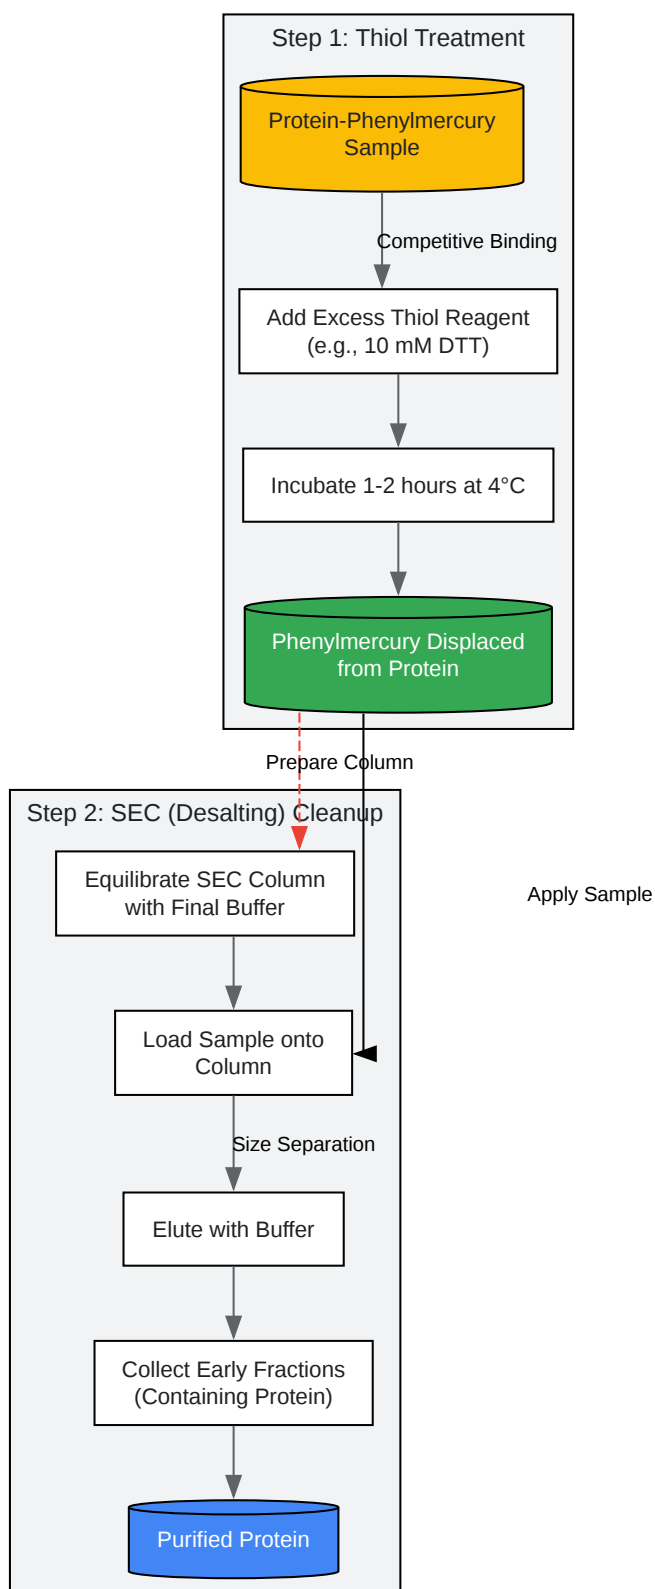 Step 1: Thiol Treatment
Protein-Phenylmercury
Sample
Competitive Binding
Add Excess Thiol Reagent
(e.g., 10 mM DTT)
Incubate 1-2 hours at 4°C
Phenylmercury Displaced
from Protein
Prepare Column
Step 2: SEC (Desalting) Cleanup
Equilibrate SEC Column
with Final Buffer
Apply Sample
Load Sample onto
Column
Size Separation
Elute with Buffer
Collect Early Fractions
(Containing Protein)
Purified Protein